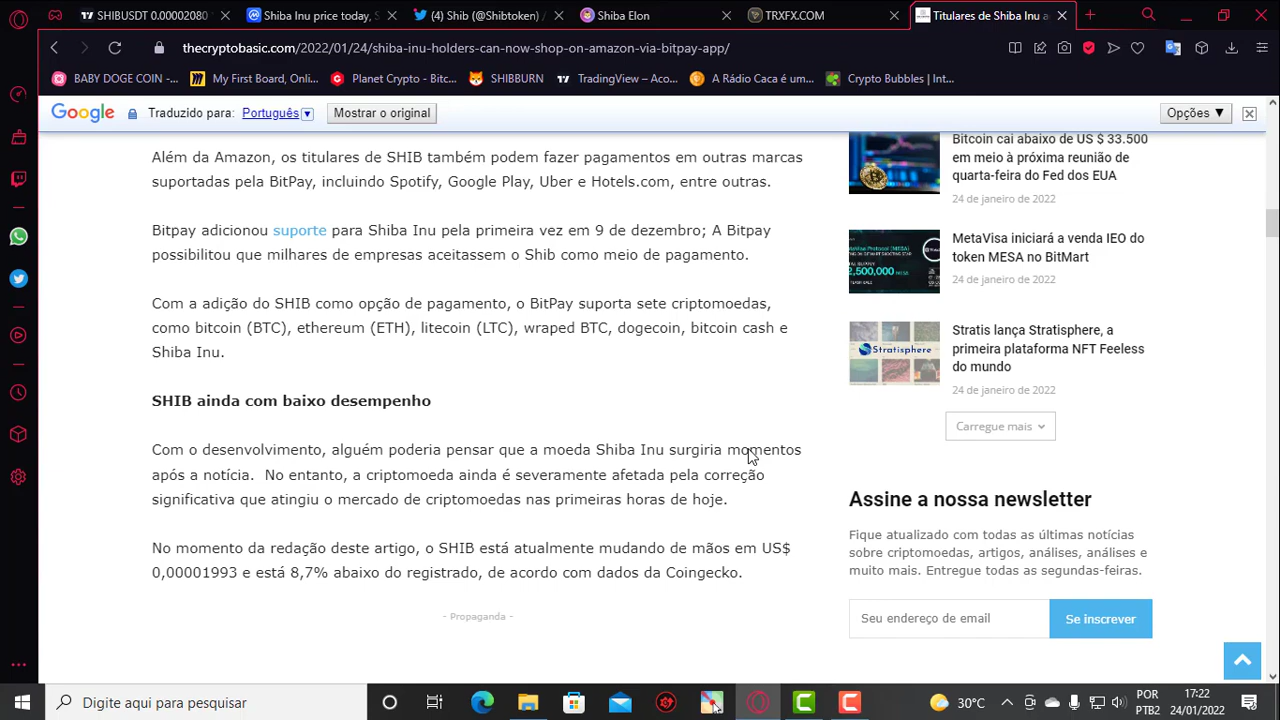 SHIBUSDT 0.00002080
Shiba Inu price today,
(4) Shib (@Shibtoken) /
Shiba Elon
TRXFX.COM
Titulares de Shiba Inu a
thecryptobasic.com/2022/01/24/shiba-inu-holders-can-now-shop-on-amazon-via-bitpay-app/
BABY DOGE COIN -...
My First Board, Onli...
Planet Crypto - Bitc...
SHIBBURN
TradingView – Aco...
A Rádio Caca é um...
Crypto Bubbles | Int...
Google Traduzido para: Português Mostrar o original Opções ▼
Além da Amazon, os titulares de SHIB também podem fazer pagamentos em outras marcas
suportadas pela BitPay, incluindo Spotify, Google Play, Uber e Hotels.com, entre outras.
Bitpay adicionou suporte para Shiba Inu pela primeira vez em 9 de dezembro; A Bitpay
possibilitou que milhares de empresas aceitassem o Shib como meio de pagamento.
Com a adição do SHIB como opção de pagamento, o BitPay suporta sete criptomoedas,
como bitcoin (BTC), ethereum (ETH), litecoin (LTC), wraped BTC, dogecoin, bitcoin cash e
Shiba Inu.
SHIB ainda com baixo desempenho
Com o desenvolvimento, alguém poderia pensar que a moeda Shiba Inu surgiria momentos
após a notícia. No entanto, a criptomoeda ainda é severamente afetada pela correção
significativa que atingiu o mercado de criptomoedas nas primeiras horas de hoje.
No momento da redação deste artigo, o SHIB está atualmente mudando de mãos em US$
0,00001993 e está 8,7% abaixo do registrado, de acordo com dados da Coingecko.
- Propaganda -
Bitcoin cai abaixo de US $ 33.500
em meio à próxima reunião de
quarta-feira do Fed dos EUA
24 de janeiro de 2022
MetaVisa iniciará a venda IEO do
token MESA no BitMart
24 de janeiro de 2022
Stratisphere
Stratis lança Stratisphere, a
primeira plataforma NFT Feeless
do mundo
24 de janeiro de 2022
Carregue mais
Assine a nossa newsletter
Fique atualizado com todas as últimas notícias
sobre criptomoedas, artigos, análises, análises e
muito mais. Entregue todas as segundas-feiras.
Seu endereço de email
Se inscrever
Digite aqui para pesquisar
30°C
POR
PTB2
17:22
24/01/2022